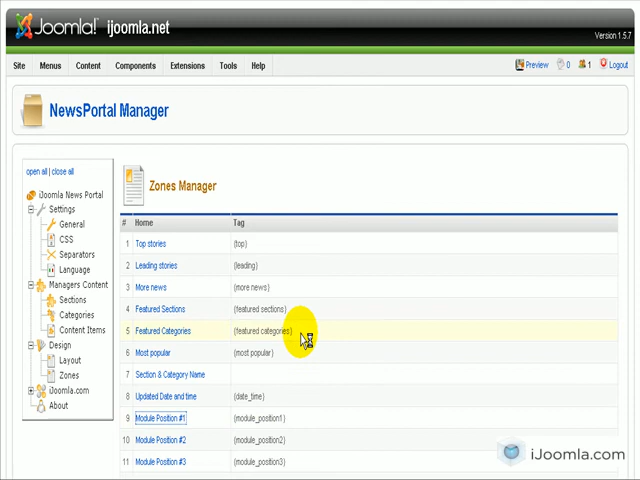 Joomla! ijoomla.net
Version 1.5.7
Site Menus Content Components Extensions Tools Help Preview 0 1 Logout
NewsPortal Manager
open all | close all
iJoomla News Portal
Settings
General
CSS
Separators
Language
Managers Content
Sections
Categories
Content Items
Design
Layout
Zones
iJoomla.com
About
Zones Manager
# Home Tag
1 Top stories {top}
2 Leading stories {leading}
3 More news {more news}
4 Featured Sections {featured sections}
5 Featured Categories {featured categories}
6 Most popular {most popular}
7 Section & Category Name
8 Updated Date and time {date_time}
9 Module Position #1 {module_position1}
10 Module Position #2 {module_position2}
11 Module Position #3 {module_position3}
iJoomla.com